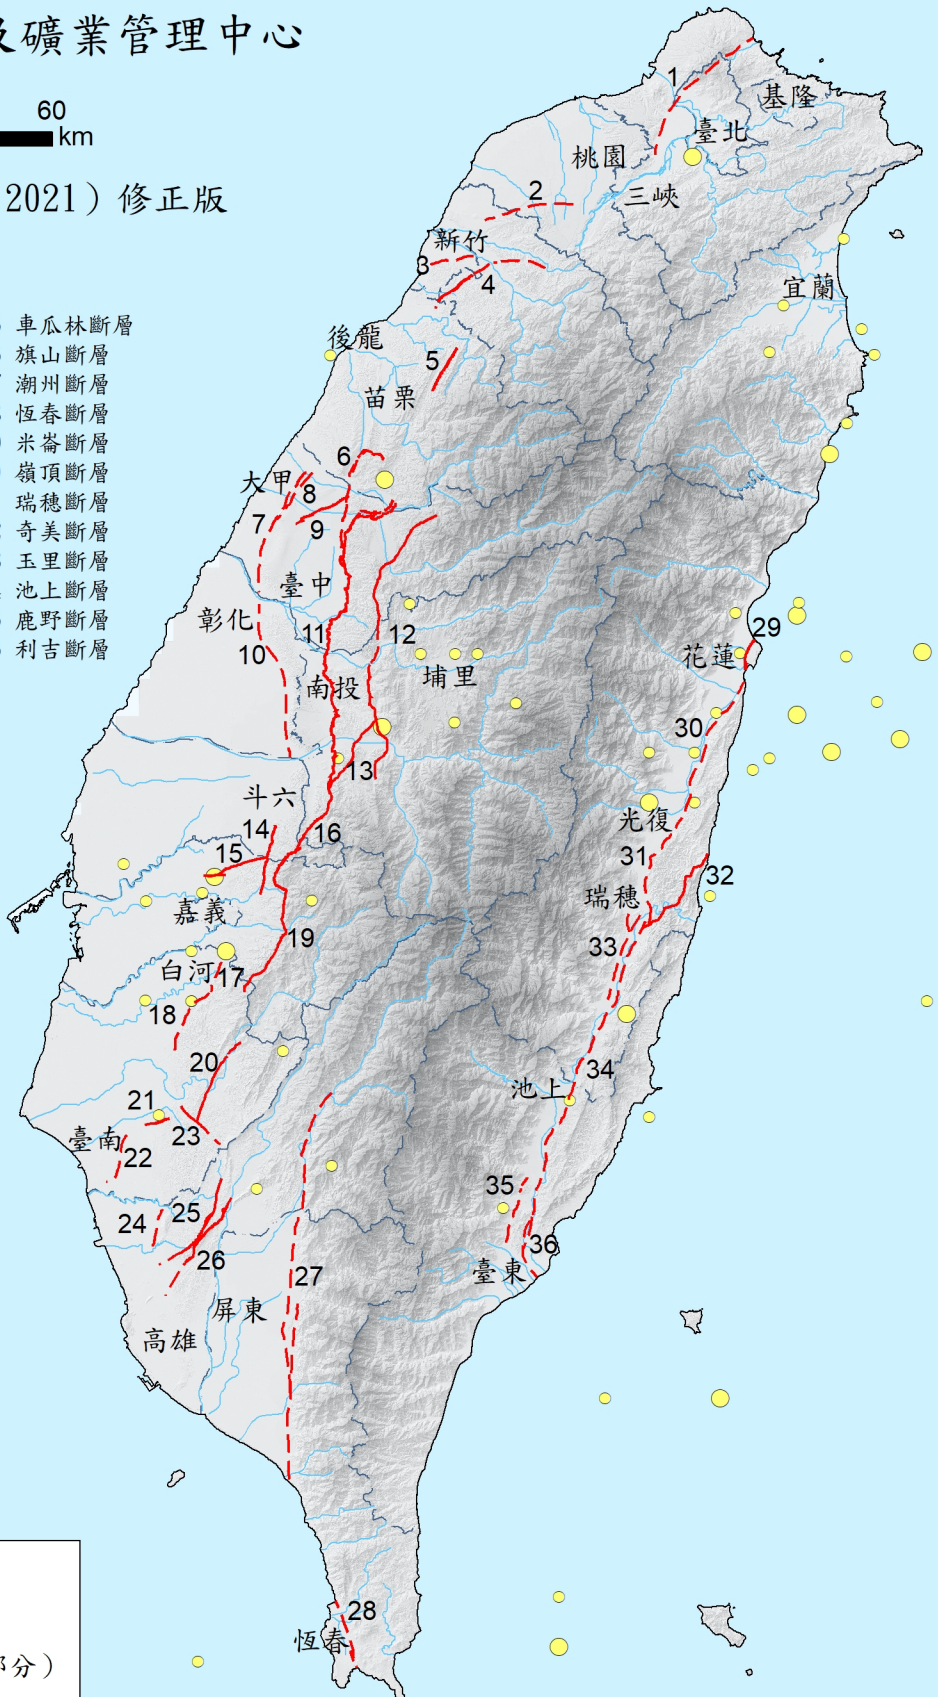 礦業管理中心
60
km
2021）修正版
車瓜林斷層
旗山斷層
潮州斷層
恆春斷層
米崙斷層
嶺頂斷層
瑞穗斷層
奇美斷層
玉里斷層
池上斷層
鹿野斷層
利吉斷層
1
基隆
臺北
桃園
2
三峽
新竹
3
4
宜蘭
後龍
5
苗栗
6
大甲
8
7
9
臺中
彰化
11
12
29
10
花蓮
南投
埔里
30
13
斗六
14
16
光復
15
31
32
嘉義
瑞穗
19
33
白河
17
18
20
34
池上
21
臺南
23
22
35
24
25
26
36
臺東
27
屏東
高雄
28
恆春
部分）